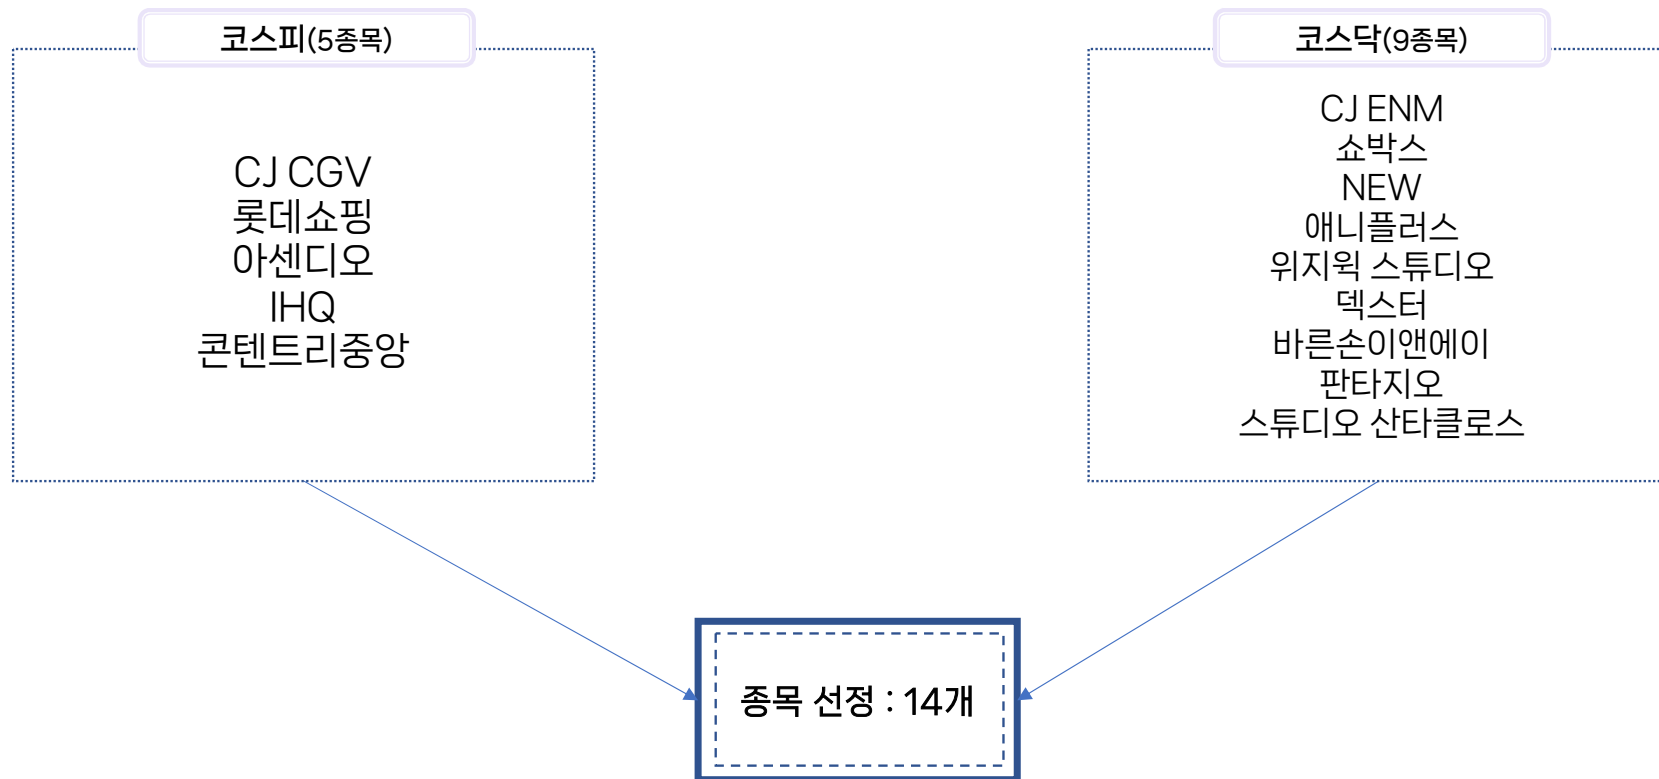 코스피(5종목)
CJ CGV
롯데쇼핑
아센디오
IHQ
콘텐트리중앙
코스닥(9종목)
CJ ENM
쇼박스
NEW
애니플러스
위지윅 스튜디오
덱스터
바른손이앤에이
판타지오
스튜디오 산타클로스
종목 선정 : 14개